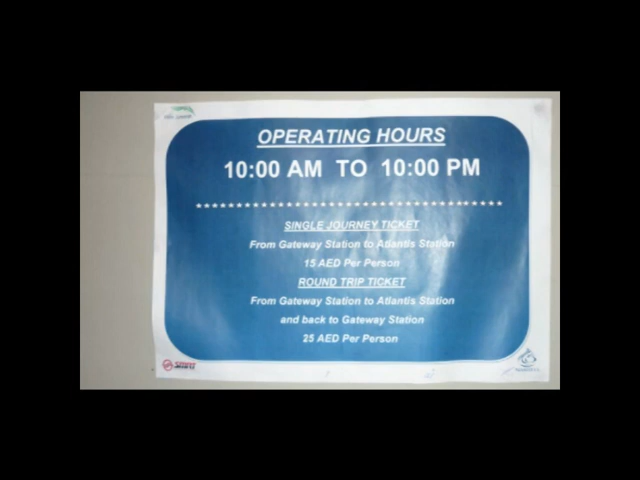 OPERATING HOURS
10:00 AM TO 10:00 PM
SINGLE JOURNEY TICKET
From Gateway Station to Atlantis Station
15 AED Per Person
ROUND TRIP TICKET
From Gateway Station to Atlantis Station
and back to Gateway Station
25 AED Per Person